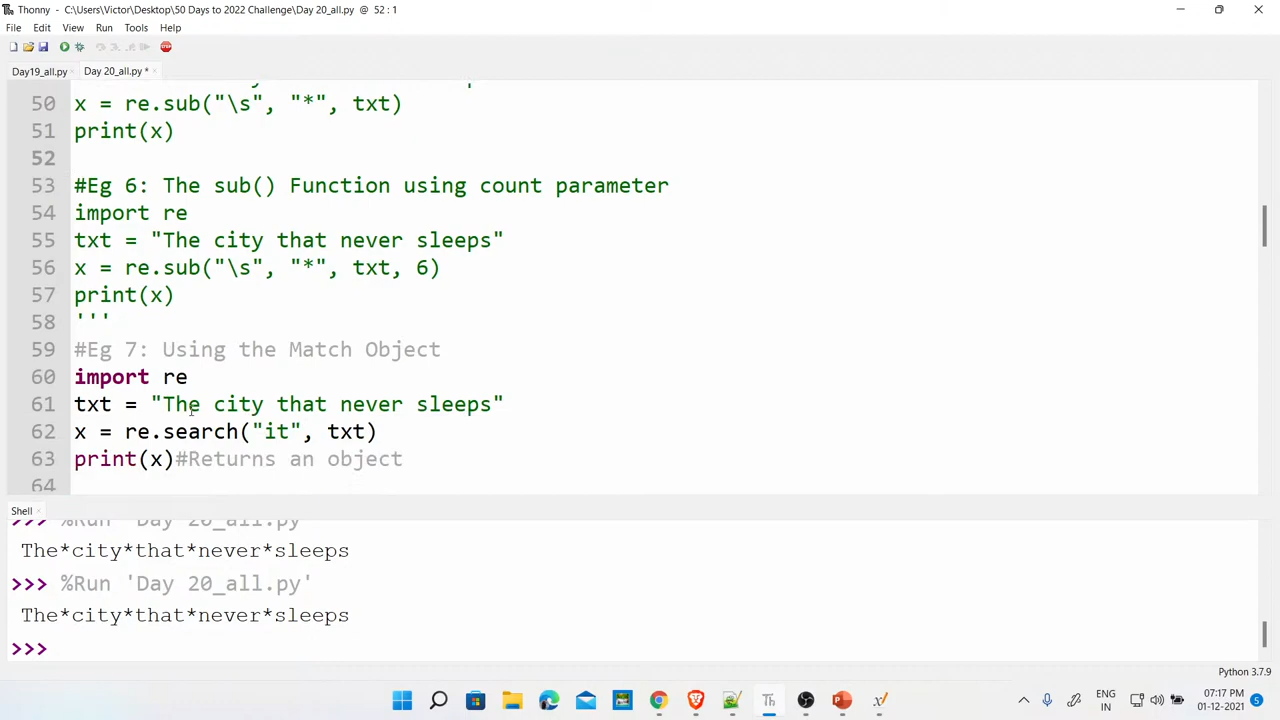 Thonny - C:\Users\Victor\Desktop\50 Days to 2022 Challenge\Day 20_all.py @ 52 : 1
File Edit View Run Tools Help
Day19_all.py × Day 20_all.py * ×
50 x = re.sub("\s", "*", txt)
51 print(x)
52
53 #Eg 6: The sub() Function using count parameter
54 import re
55 txt = "The city that never sleeps"
56 x = re.sub("\s", "*", txt, 6)
57 print(x)
58 '''
59 #Eg 7: Using the Match Object
60 import re
61 txt = "The city that never sleeps"
62 x = re.search("it", txt)
63 print(x)#Returns an object
64
Shell ×
>>> %Run 'Day 20_all.py'
The*city*that*never*sleeps
>>> %Run 'Day 20_all.py'
The*city*that*never*sleeps
>>>
Python 3.7.9
ENG 07:17 PM
IN 01-12-2021 5